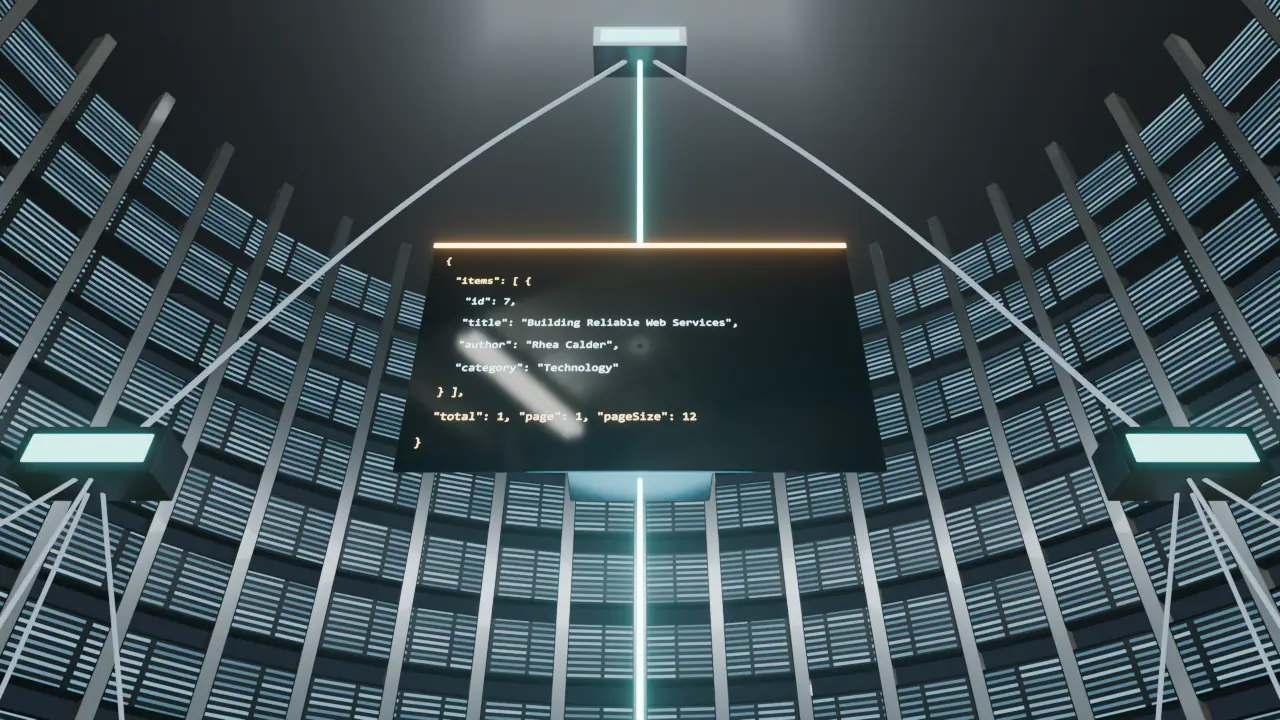 {
"items": [ {
"id": 7,
"title": "Building Reliable Web Services",
"author": "Rhea Calder",
"category": "Technology"
} ],
"total": 1, "page": 1, "pageSize": 12
}